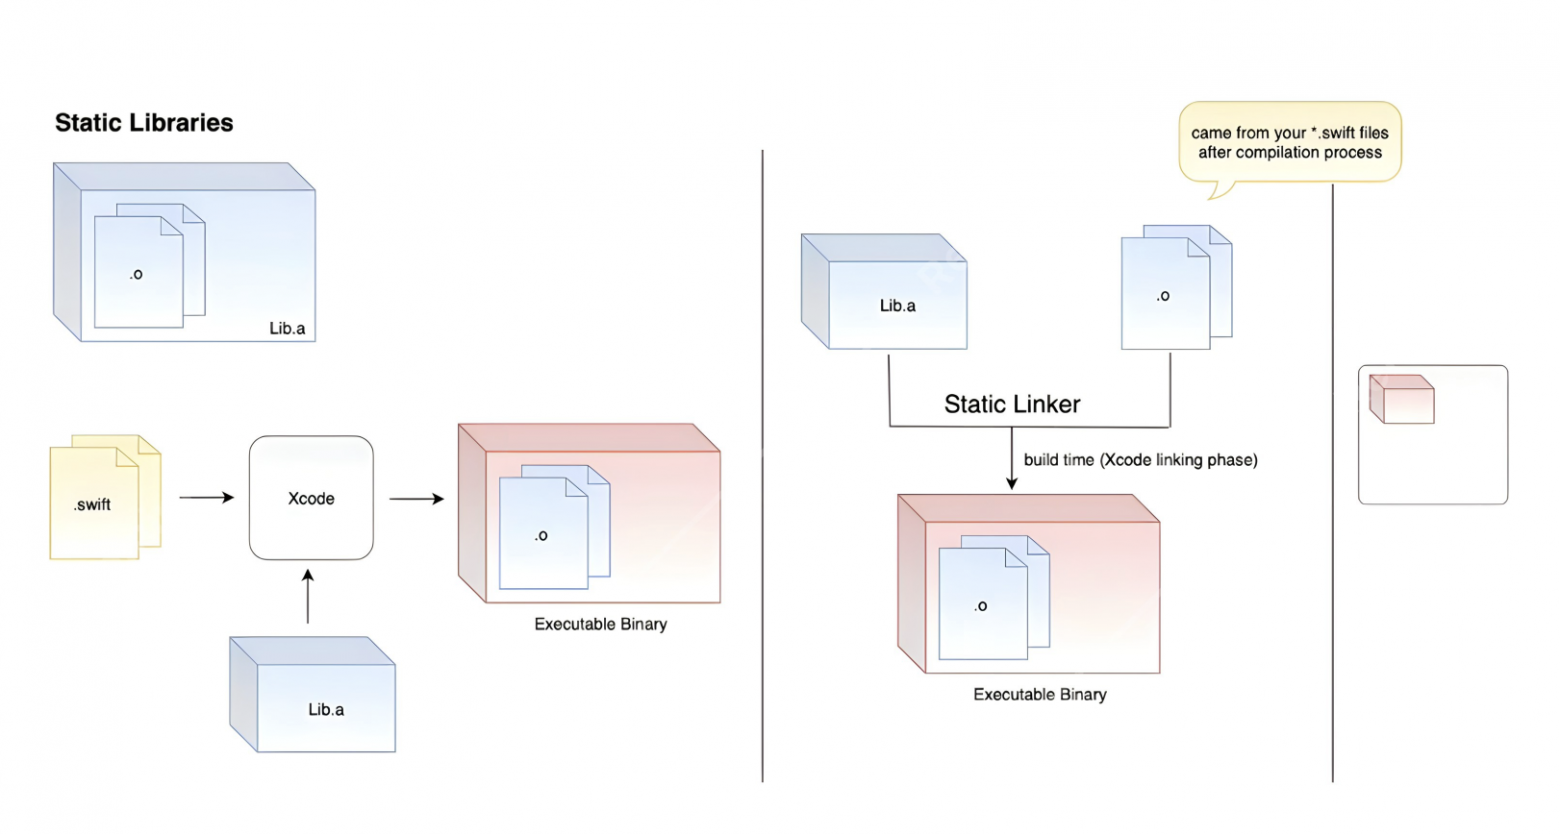 Static Libraries
.o
Lib.a
.swift
Xcode
.o
Executable Binary
Lib.a
came from your *.swift files
after compilation process
Lib.a
.o
Static Linker
build time (Xcode linking phase)
.o
Executable Binary